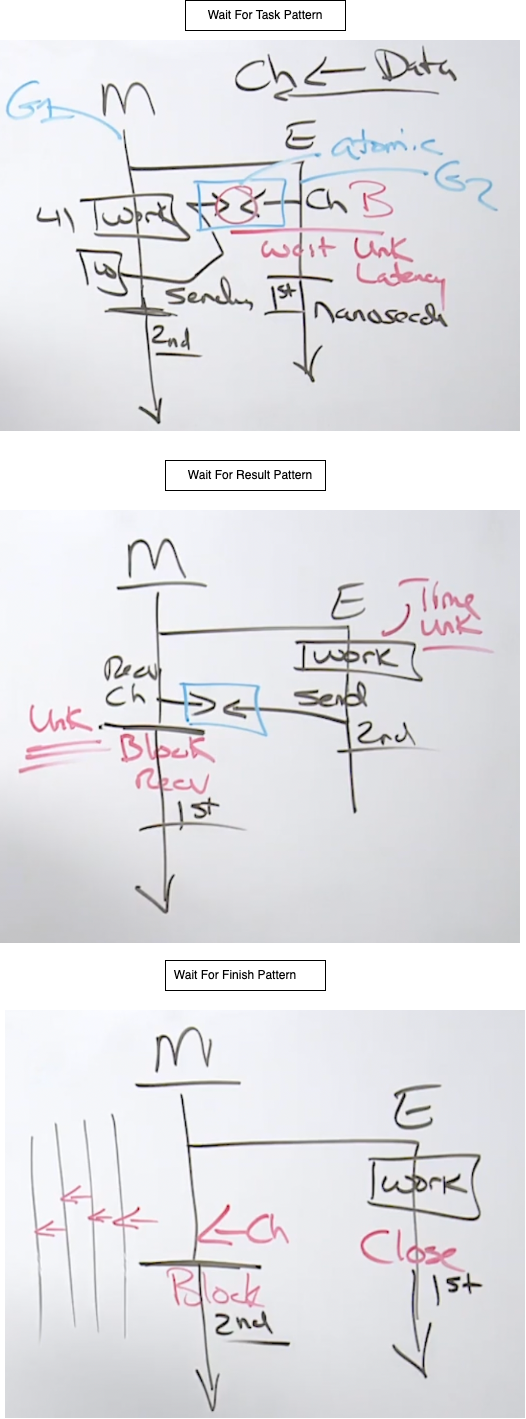 Wait For Task Pattern
Ch ← Data
M
G1
E
atomic
G2
41
Work
Ch B
W
Wait Unk
Latency
Sending
1st
Nanosecds
2nd
Wait For Result Pattern
M
E
Time
Unk
Work
Recv
Ch
Send
Unk
2nd
Block
Recv
1st
Wait For Finish Pattern
M
E
Work
← Ch
Close
Block
1st
2nd